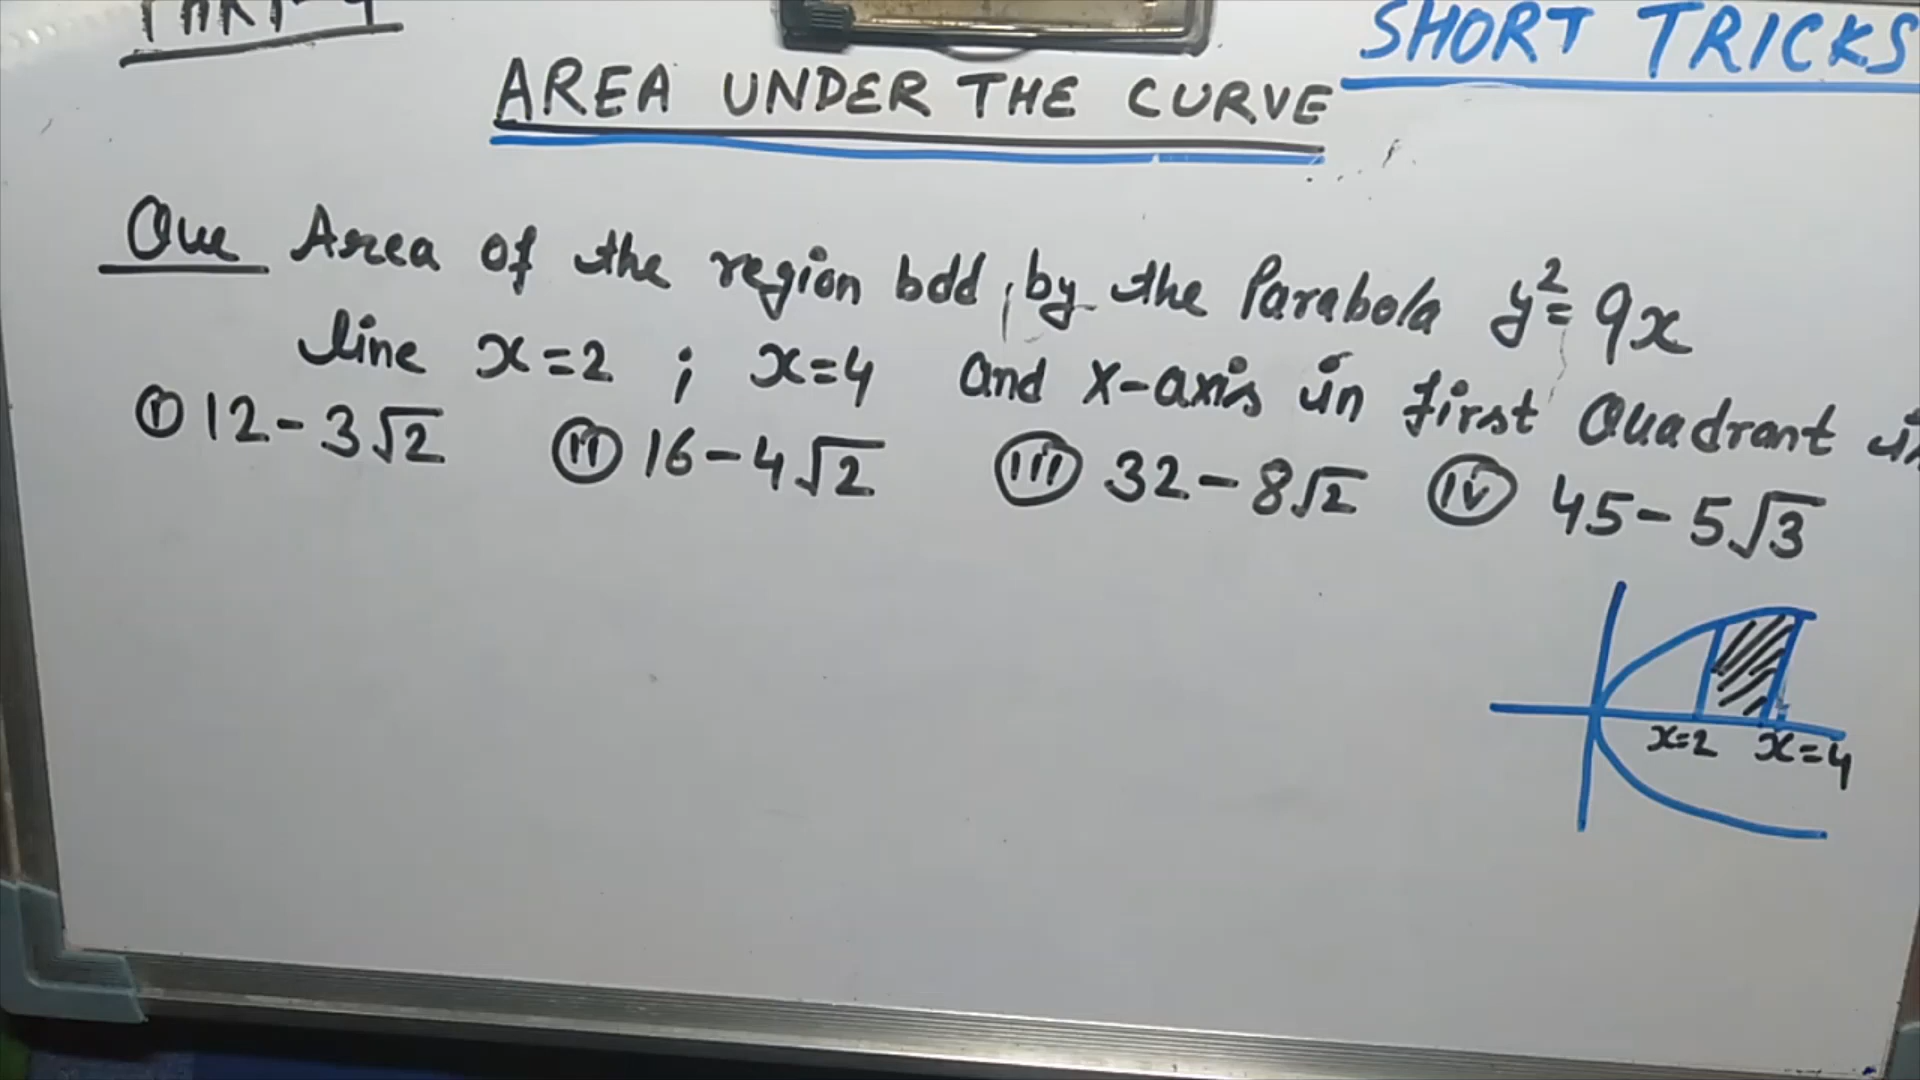 SHORT TRICKS
AREA UNDER THE CURVE
Que Area of the region bdd, by the Parabola y²=9x
line x=2 ; x=4 and X-axis in first Quadrant
(i) 12-3√2 (ii) 16-4√2 (iii) 32-8√2 (iv) 45-5√3
x=2 x=4